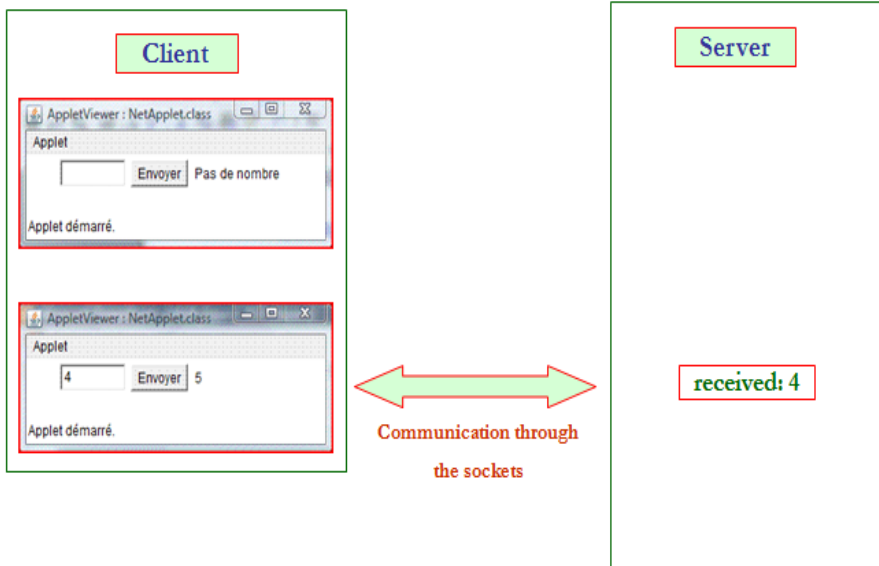 Client
AppletViewer : NetApplet.class
Applet
Envoyer Pas de nombre
Applet démarré.
AppletViewer : NetApplet.class
Applet
4 Envoyer 5
Applet démarré.
Communication through
the sockets
Server
received: 4